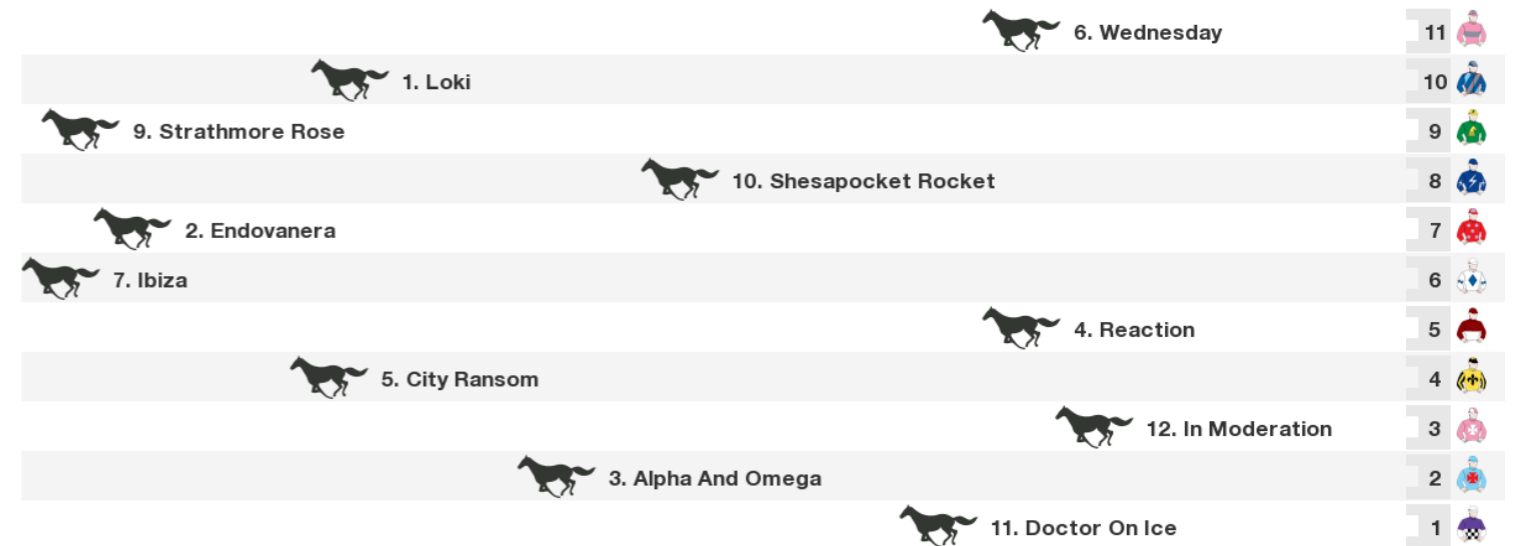 6. Wednesday 11
1. Loki 10
9. Strathmore Rose 9
10. Shesapocket Rocket 8
2. Endovanera 7
7. Ibiza 6
4. Reaction 5
5. City Ransom 4
12. In Moderation 3
3. Alpha And Omega 2
11. Doctor On Ice 1